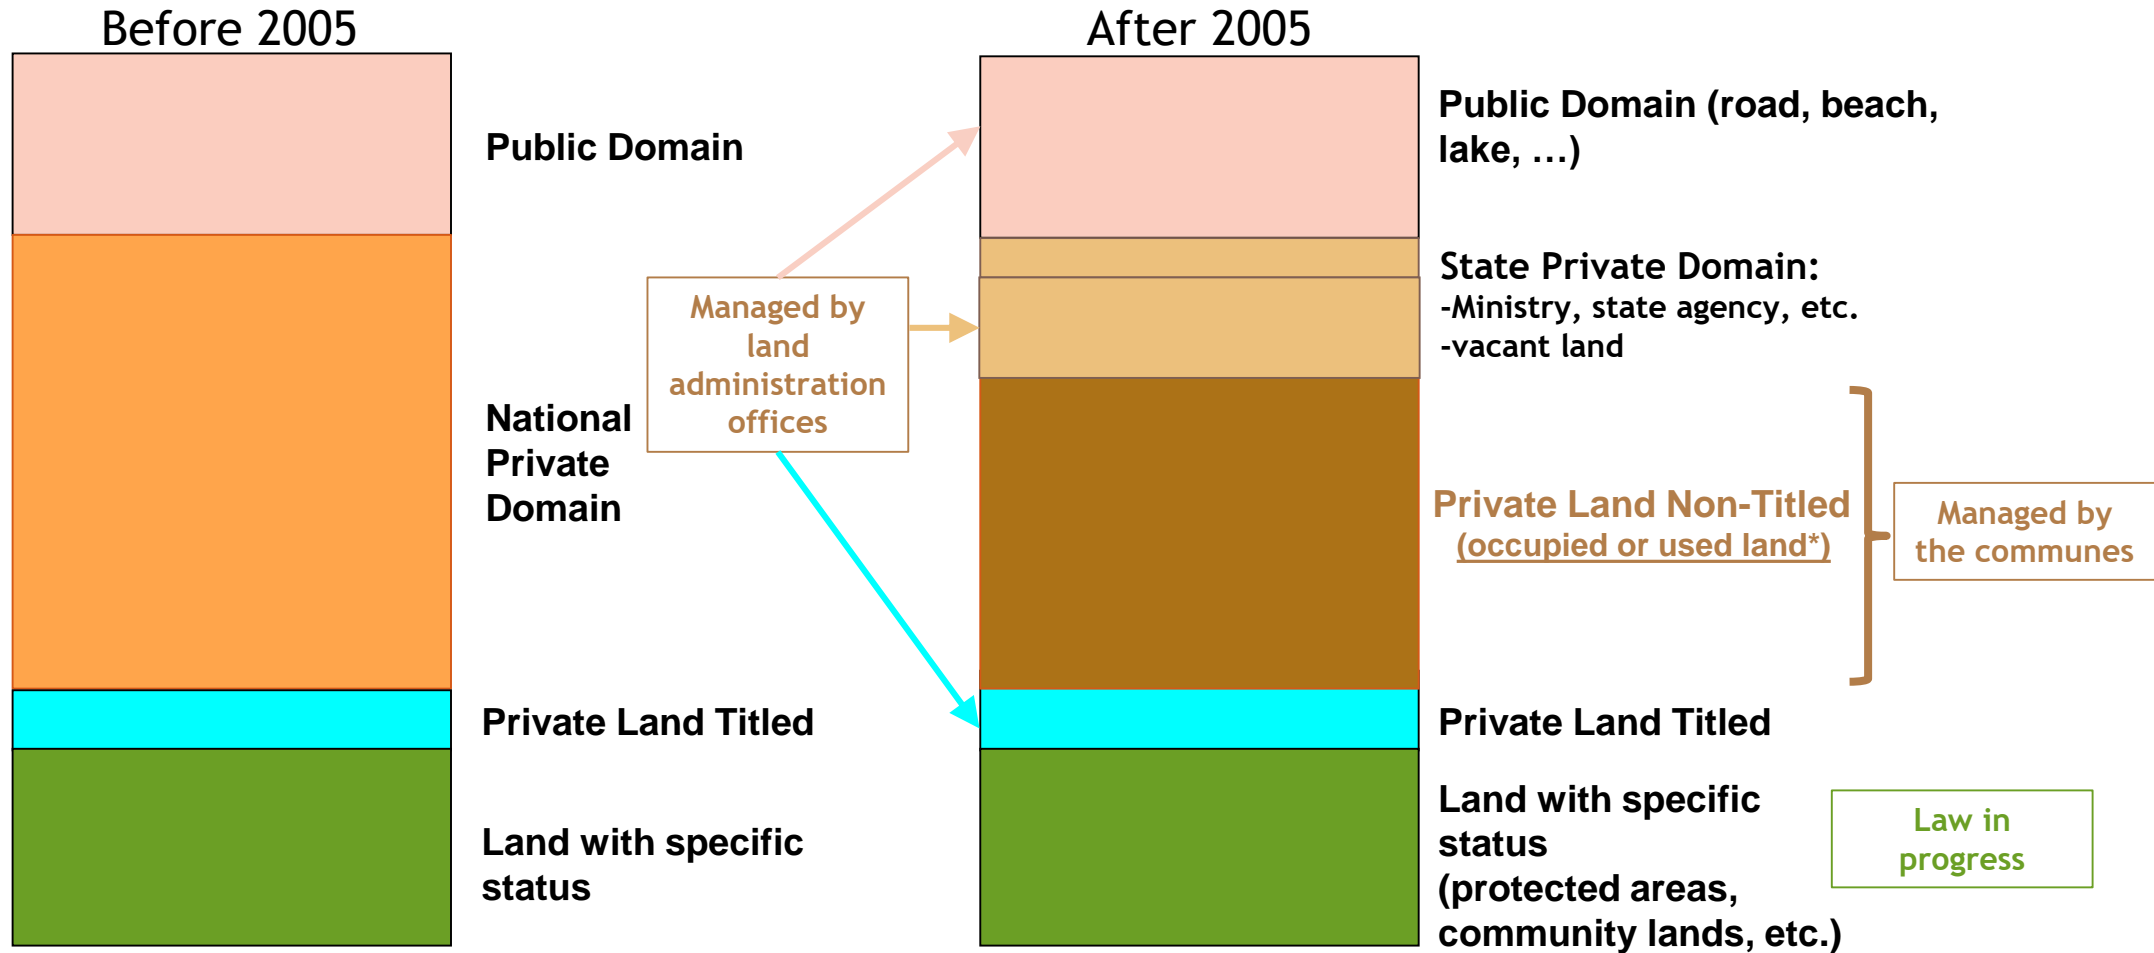 Before 2005
Public Domain
National
Private
Domain
Private Land Titled
Land with specific
status
Managed by
land
administration
offices
After 2005
Public Domain (road, beach,
lake, …)
State Private Domain:
-Ministry, state agency, etc.
-vacant land
Private Land Non-Titled
(occupied or used land*)
Managed by
the communes
Private Land Titled
Land with specific
status
(protected areas,
community lands, etc.)
Law in
progress